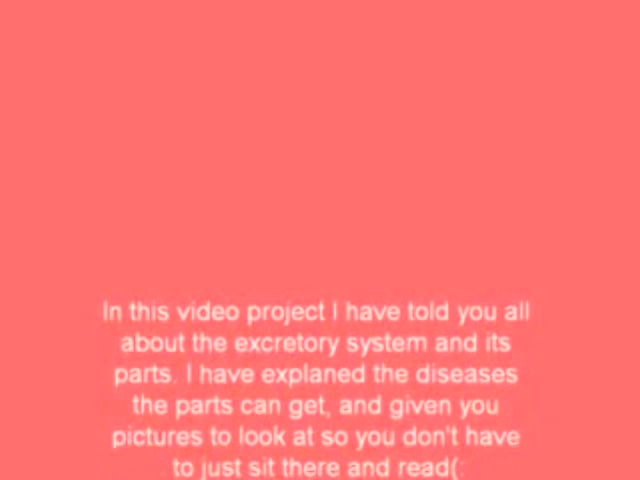 In this video project I have told you all
about the excretory system and its
parts. I have explaned the diseases
the parts can get, and given you
pictures to look at so you don't have
to just sit there and read(: